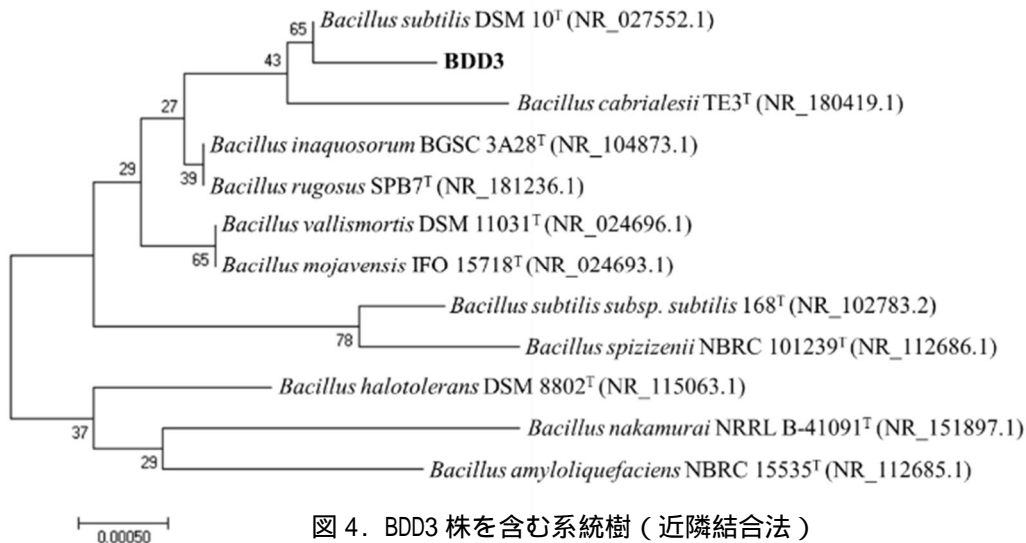 Bacillus subtilis DSM 10ᵀ (NR_027552.1)
65
BDD3
43
Bacillus cabrialesii TE3ᵀ (NR_180419.1)
27
Bacillus inaquosorum BGSC 3A28ᵀ (NR_104873.1)
39
Bacillus rugosus SPB7ᵀ (NR_181236.1)
29
Bacillus vallismortis DSM 11031ᵀ (NR_024696.1)
65
Bacillus mojavensis IFO 15718ᵀ (NR_024693.1)
Bacillus subtilis subsp. subtilis 168ᵀ (NR_102783.2)
78
Bacillus spizizenii NBRC 101239ᵀ (NR_112686.1)
Bacillus halotolerans DSM 8802ᵀ (NR_115063.1)
37
Bacillus nakamurai NRRL B-41091ᵀ (NR_151897.1)
29
Bacillus amyloliquefaciens NBRC 15535ᵀ (NR_112685.1)
0.00050
図 4. BDD3 株を含む系統樹（近隣結合法）